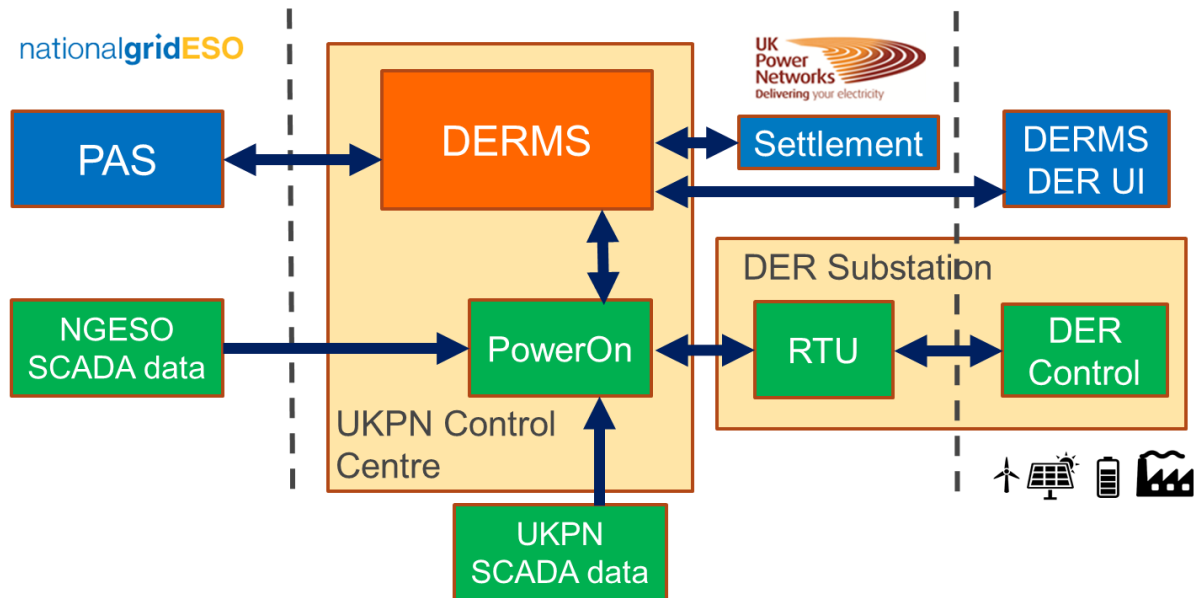 nationalgridESO
UK
Power
Networks
Delivering your electricity
DERMS
PAS
Settlement
DERMS
DER UI
DER Substation
NGESO
SCADA data
PowerOn
RTU
DER
Control
UKPN Control
Centre
UKPN
SCADA data